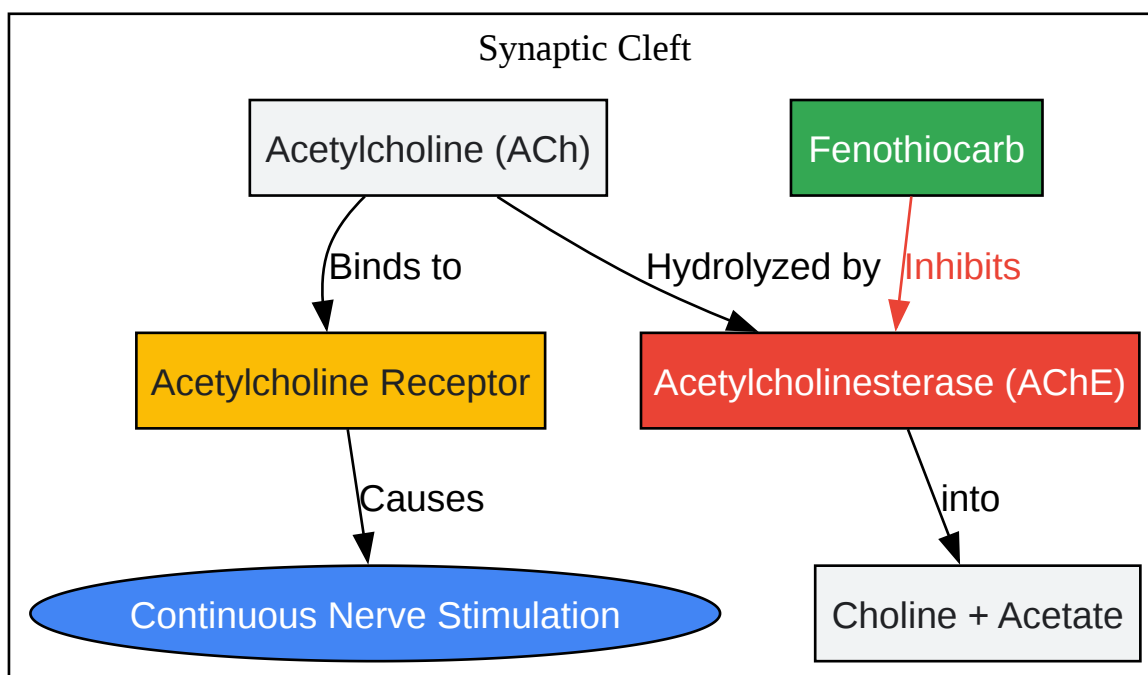 Synaptic Cleft
Acetylcholine (ACh)
Fenothiocarb
Binds to
Hydrolyzed by
Inhibits
Acetylcholine Receptor
Acetylcholinesterase (AChE)
Causes
into
Continuous Nerve Stimulation
Choline + Acetate